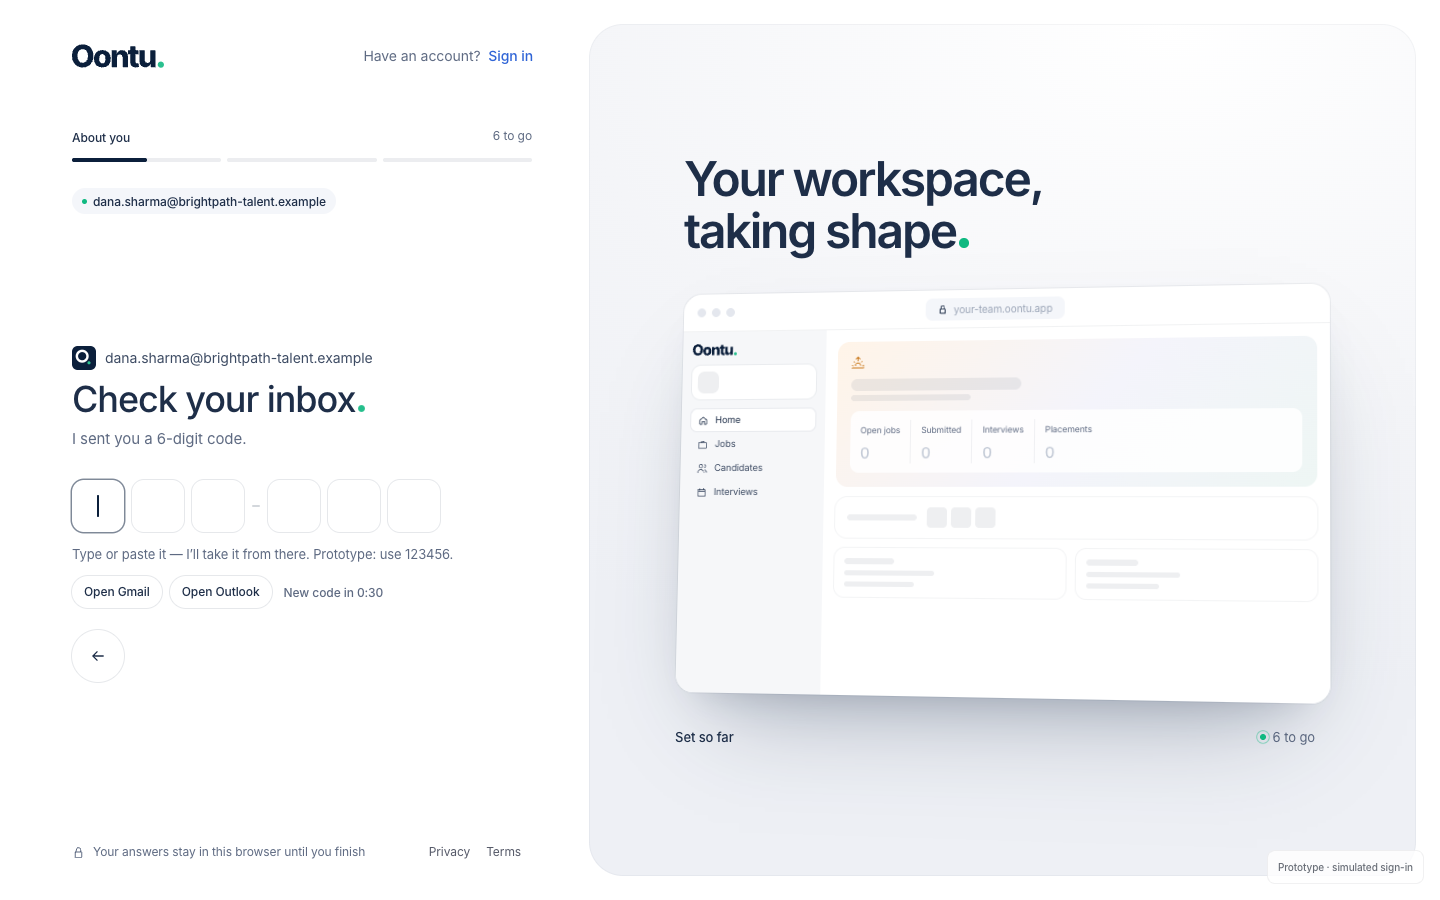 Oontu.
Have an account? Sign in
About you
6 to go
dana.sharma@brightpath-talent.example
dana.sharma@brightpath-talent.example
Check your inbox.
I sent you a 6-digit code.
–
Type or paste it — I'll take it from there. Prototype: use 123456.
Open Gmail
Open Outlook
New code in 0:30
Your answers stay in this browser until you finish
Privacy
Terms
Your workspace,
taking shape.
your-team.oontu.app
Oontu.
Home
Jobs
Candidates
Interviews
Open jobs
Submitted
Interviews
Placements
0
0
0
0
Set so far
6 to go
Prototype · simulated sign-in